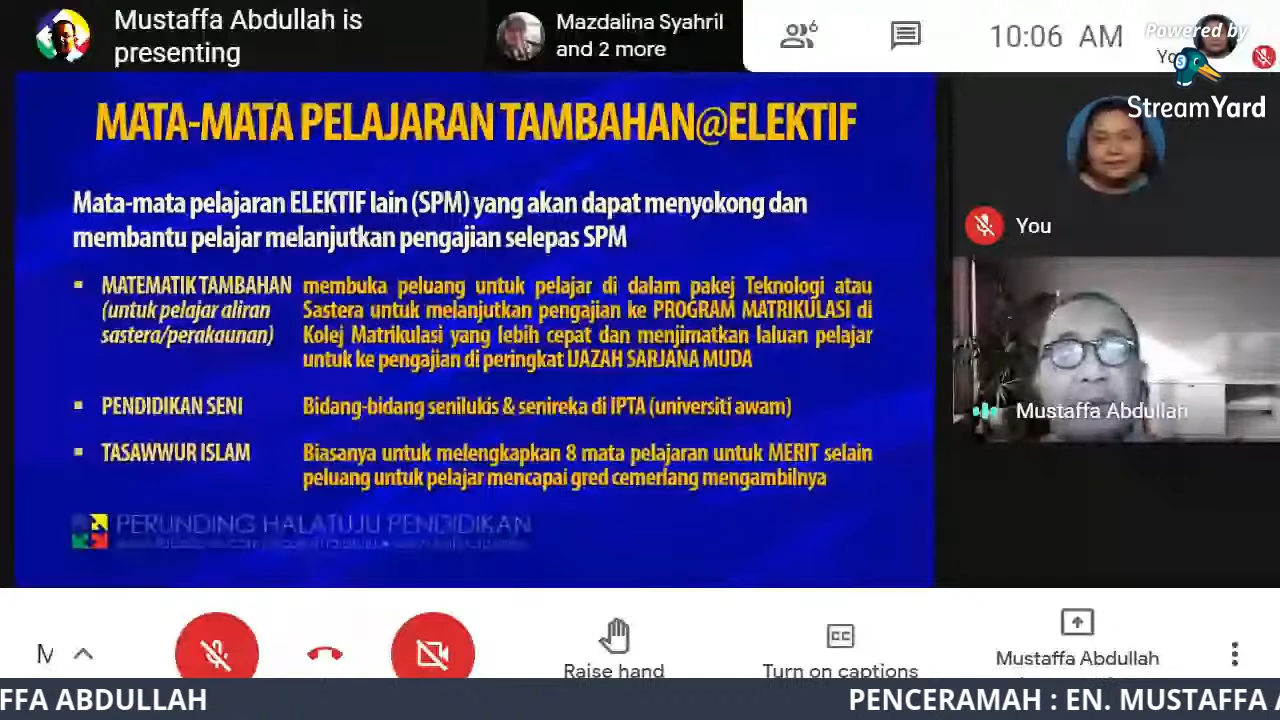 Mustaffa Abdullah is
presenting
Mazdalina Syahril
and 2 more
6
10:06 AM
Powered by
StreamYard
MATA-MATA PELAJARAN TAMBAHAN@ELEKTIF
Mata-mata pelajaran ELEKTIF lain (SPM) yang akan dapat menyokong dan
membantu pelajar melanjutkan pengajian selepas SPM
▪ MATEMATIK TAMBAHAN
(untuk pelajar aliran
sastera/perakaunan)
membuka peluang untuk pelajar di dalam pakej Teknologi atau
Sastera untuk melanjutkan pengajian ke PROGRAM MATRIKULASI di
Kolej Matrikulasi yang lebih cepat dan menjimatkan laluan pelajar
untuk ke pengajian di peringkat IJAZAH SARJANA MUDA
▪ PENDIDIKAN SENI
Bidang-bidang senilukis & senireka di IPTA (universiti awam)
▪ TASAWWUR ISLAM
Biasanya untuk melengkapkan 8 mata pelajaran untuk MERIT selain
peluang untuk pelajar mencapai gred cemerlang mengambilnya
PERUNDING HALATUJU PENDIDIKAN
You
Mustaffa Abdullah
M
Raise hand
CC
Turn on captions
Mustaffa Abdullah
FFA ABDULLAH
PENCERAMAH : EN. MUSTAFFA